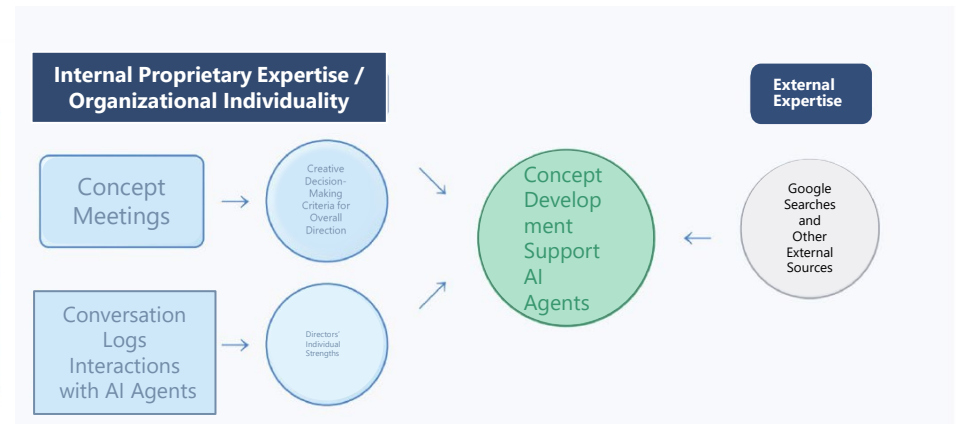 Internal Proprietary Expertise /
Organizational Individuality
External
Expertise
Concept
Meetings
Creative
Decision-
Making
Criteria for
Overall
Direction
Concept
Develop
ment
Support
AI
Agents
Google
Searches
and
Other
External
Sources
Conversation
Logs
Interactions
with AI Agents
Directors'
Individual
Strengths